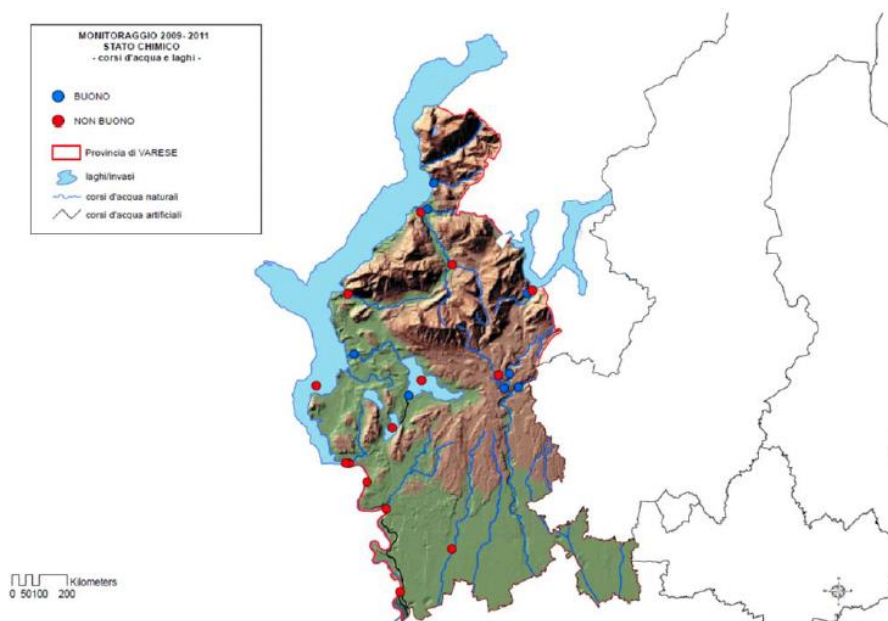 MONITORAGGIO 2009-2011
STATO CHIMICO
- corsi d'acqua e laghi -
BUONO
NON BUONO
Provincia di VARESE
laghi/invasi
corsi d'acqua naturali
corsi d'acqua artificiali
Kilometers
0 50100 200